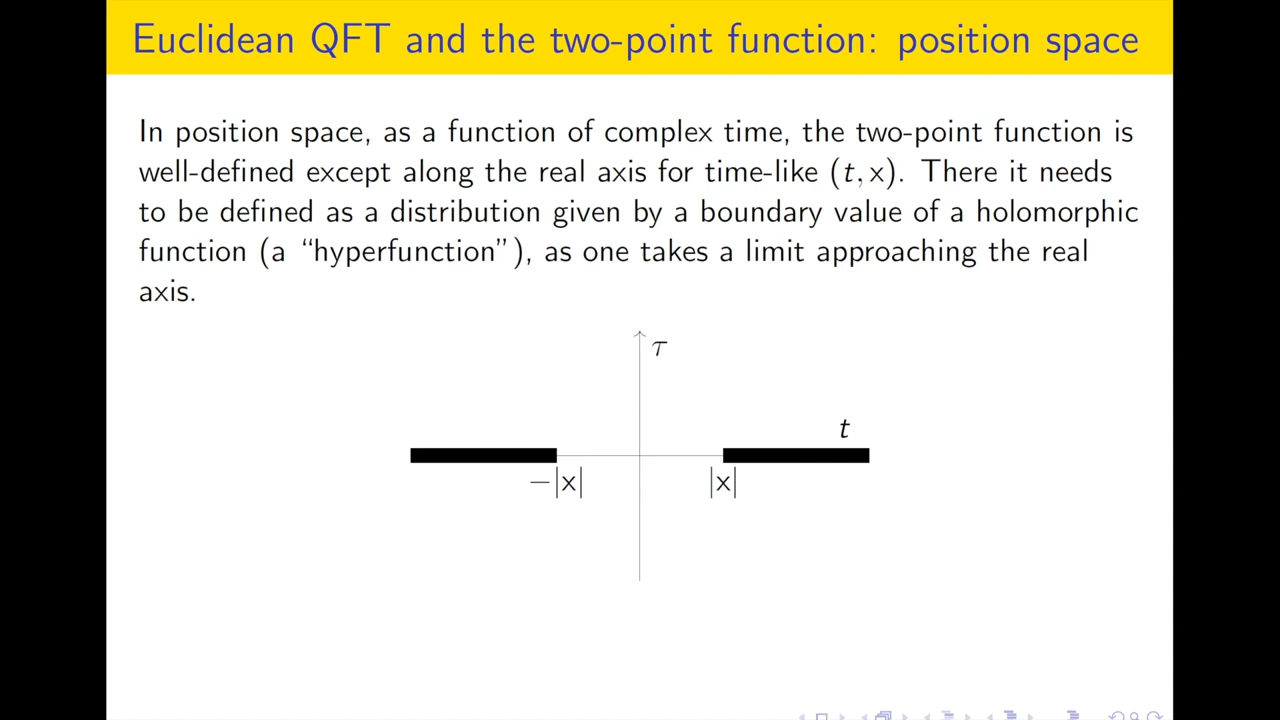 Euclidean QFT and the two-point function: position space
In position space, as a function of complex time, the two-point function is
well-defined except along the real axis for time-like (t, x). There it needs
to be defined as a distribution given by a boundary value of a holomorphic
function (a “hyperfunction”), as one takes a limit approaching the real
axis.
τ
t
−|x|
|x|